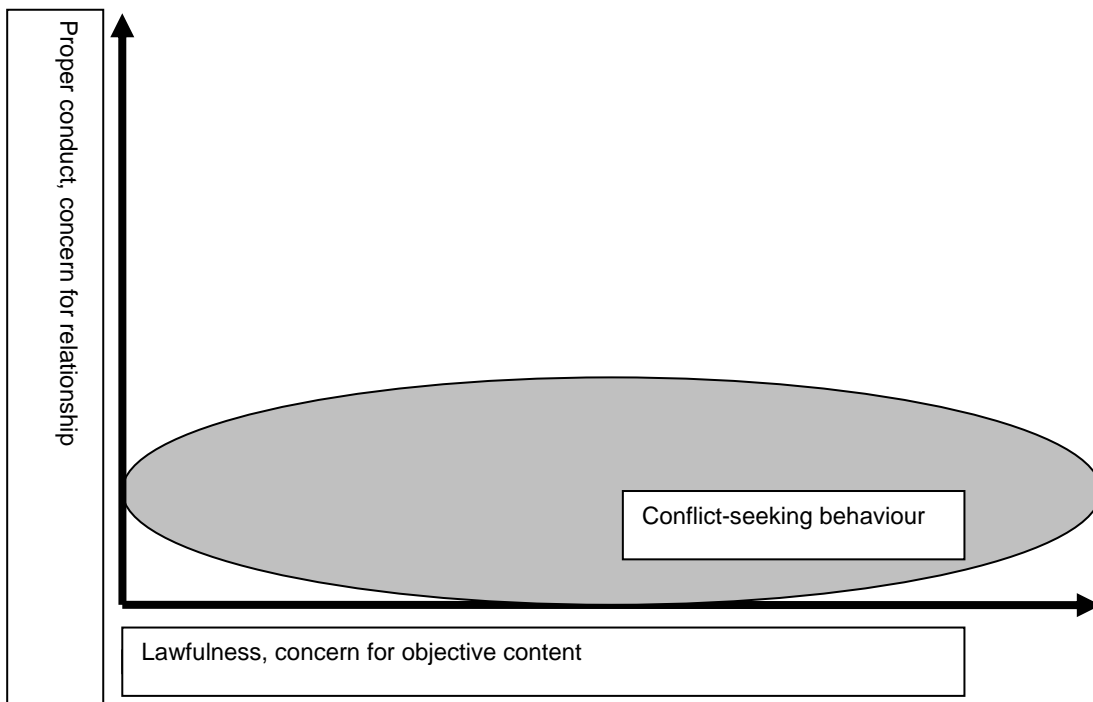 Proper conduct, concern for relationship
Conflict-seeking behaviour
Lawfulness, concern for objective content